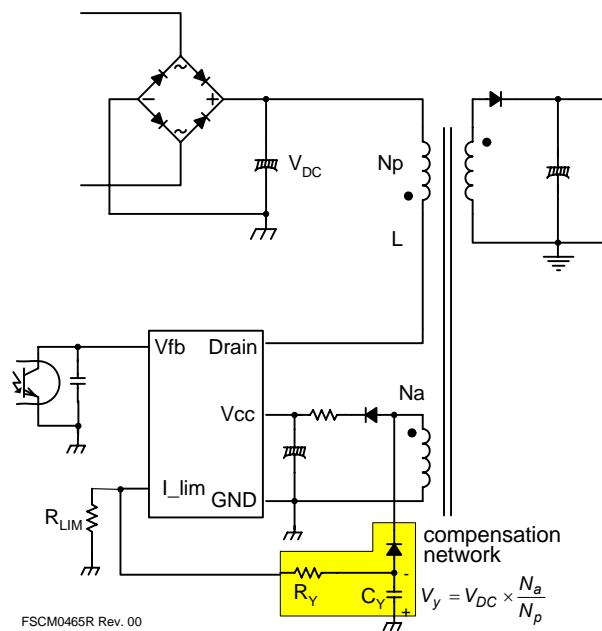 ~
− +
~
V_DC
Np
L
Vfb Drain
Na
Vcc
I_lim
GND
R_LIM
compensation
network
R_Y
-
C_Y
+
V_y = V_DC × N_a / N_p
FSCM0465R Rev. 00